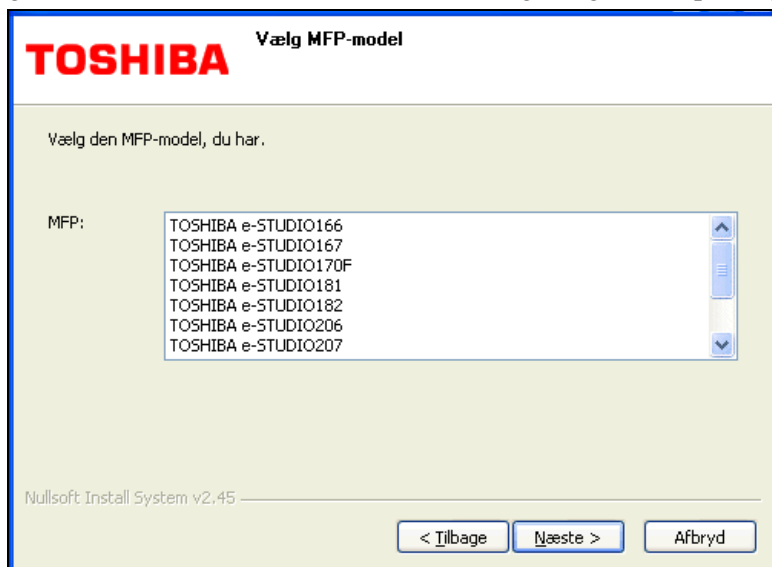 TOSHIBA
Vælg MFP-model
Vælg den MFP-model, du har.
MFP:
TOSHIBA e-STUDIO166
TOSHIBA e-STUDIO167
TOSHIBA e-STUDIO170F
TOSHIBA e-STUDIO181
TOSHIBA e-STUDIO182
TOSHIBA e-STUDIO206
TOSHIBA e-STUDIO207
Nullsoft Install System v2.45
< Tilbage
Næste >
Afbryd